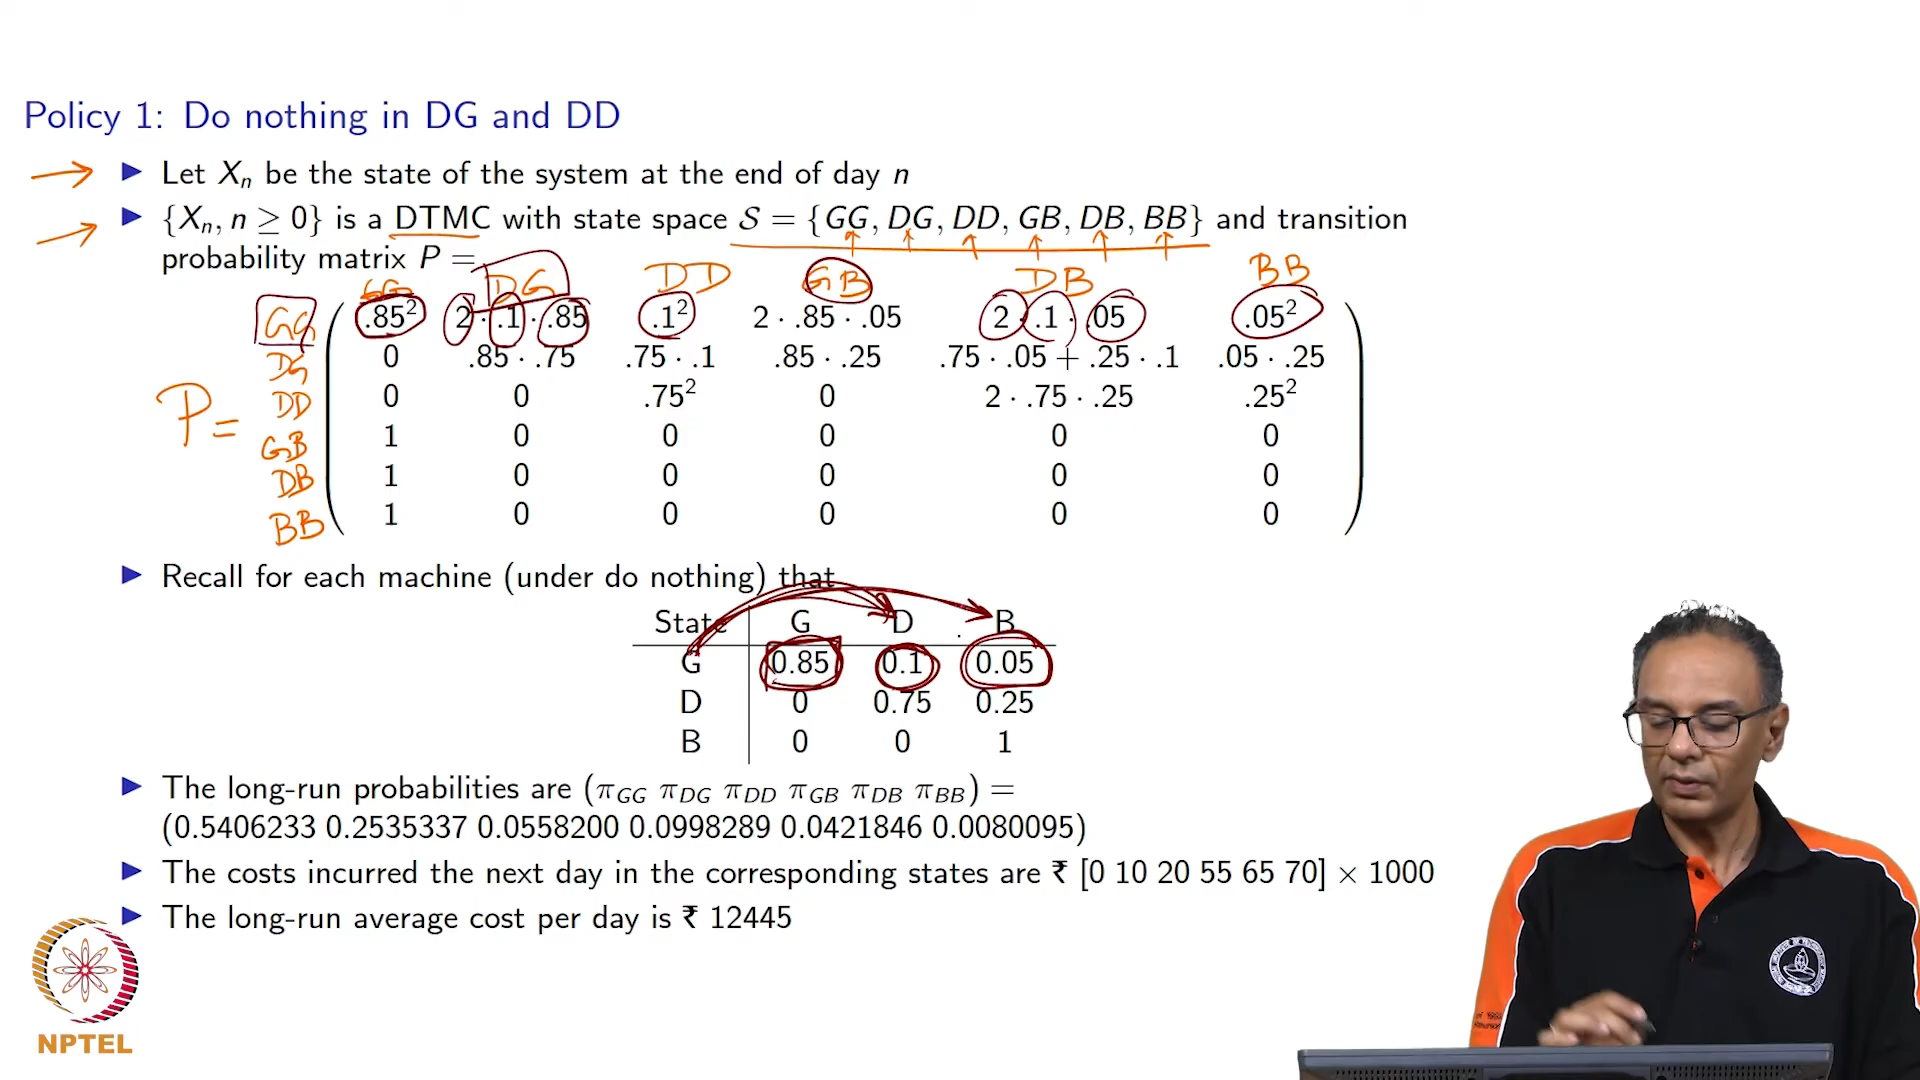 Policy 1: Do nothing in DG and DD
Let Xₙ be the state of the system at the end of day n
{Xₙ, n ≥ 0} is a DTMC with state space 𝒮 = {GG, DG, DD, GB, DB, BB} and transition
probability matrix P =
GG DG DD GB DB BB
GG .85² 2 · .1 · .85 .1² 2 · .85 · .05 2 · .1 · .05 .05²
DG 0 .85 · .75 .75 · .1 .85 · .25 .75 · .05 + .25 · .1 .05 · .25
P = DD 0 0 .75² 0 2 · .75 · .25 .25²
GB 1 0 0 0 0 0
DB 1 0 0 0 0 0
BB 1 0 0 0 0 0
Recall for each machine (under do nothing) that
State G D B
G 0.85 0.1 0.05
D 0 0.75 0.25
B 0 0 1
The long-run probabilities are (π_GG π_DG π_DD π_GB π_DB π_BB) =
(0.5406233 0.2535337 0.0558200 0.0998289 0.0421846 0.0080095)
The costs incurred the next day in the corresponding states are ₹ [0 10 20 55 65 70] × 1000
The long-run average cost per day is ₹ 12445
NPTEL